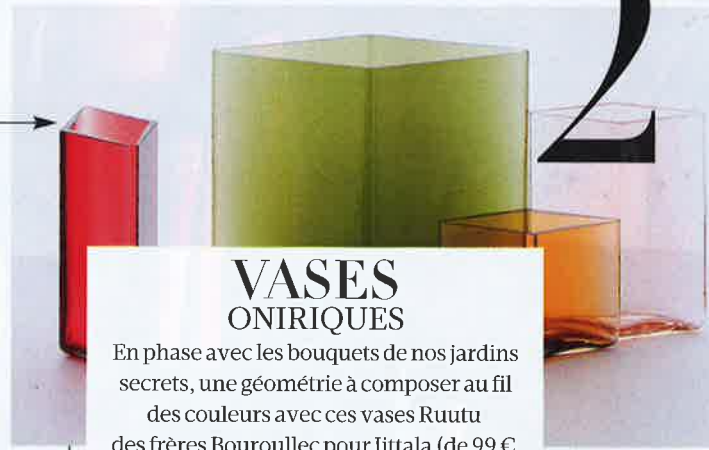 2
VASES
ONIRIQUES
En phase avec les bouquets de nos jardins
secrets, une géométrie à composer au fil
des couleurs avec ces vases Ruutu
des frères Bouroullec pour Iittala (de 99 €